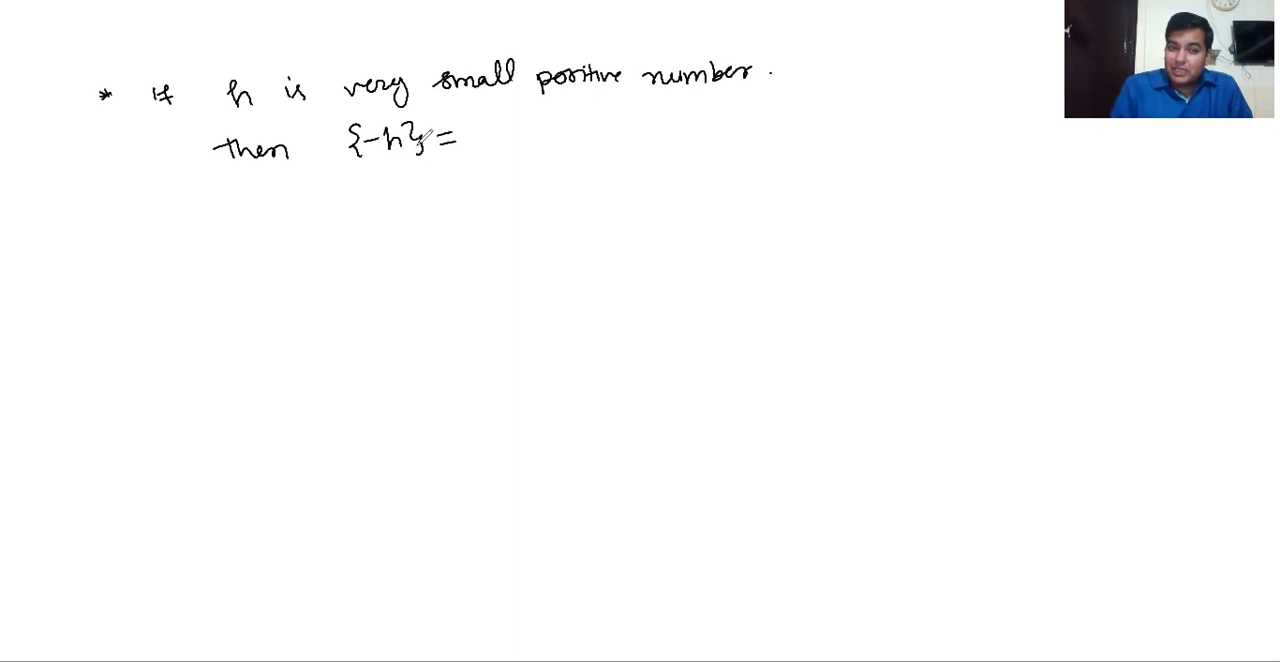 * If h is very small positive number.
then {-h} =